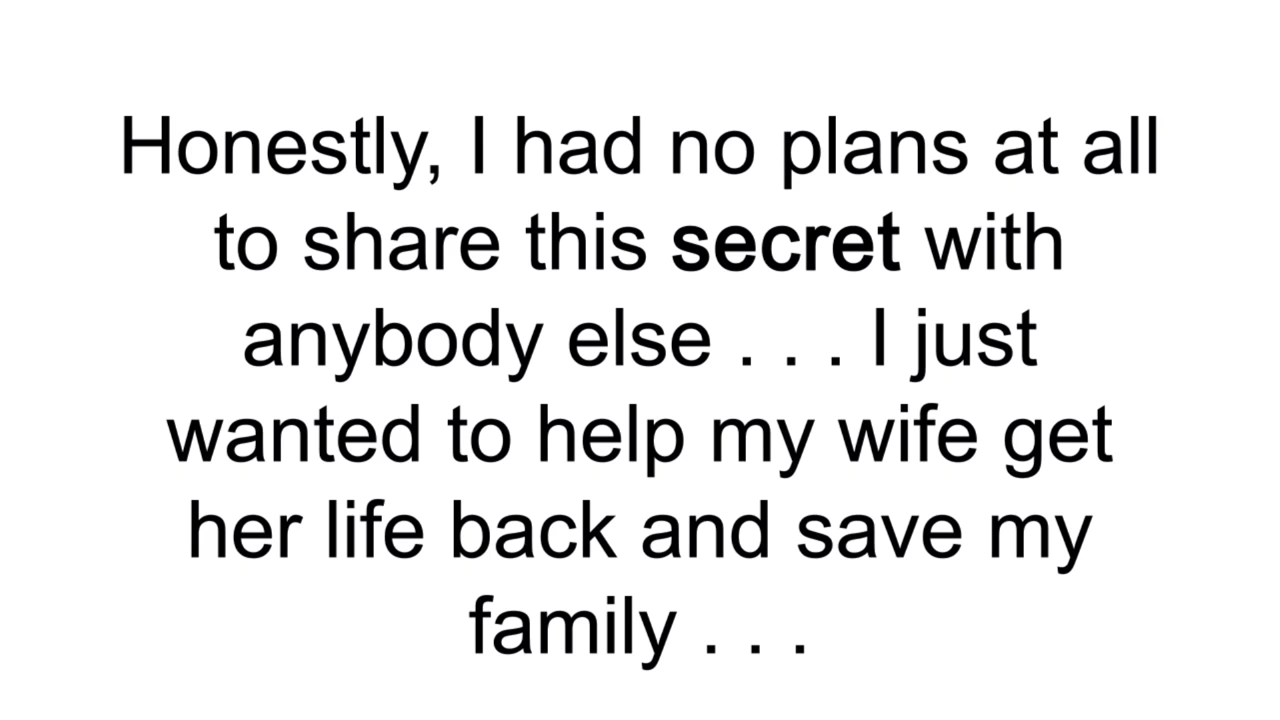 Honestly, I had no plans at all
to share this secret with
anybody else . . . I just
wanted to help my wife get
her life back and save my
family . . .